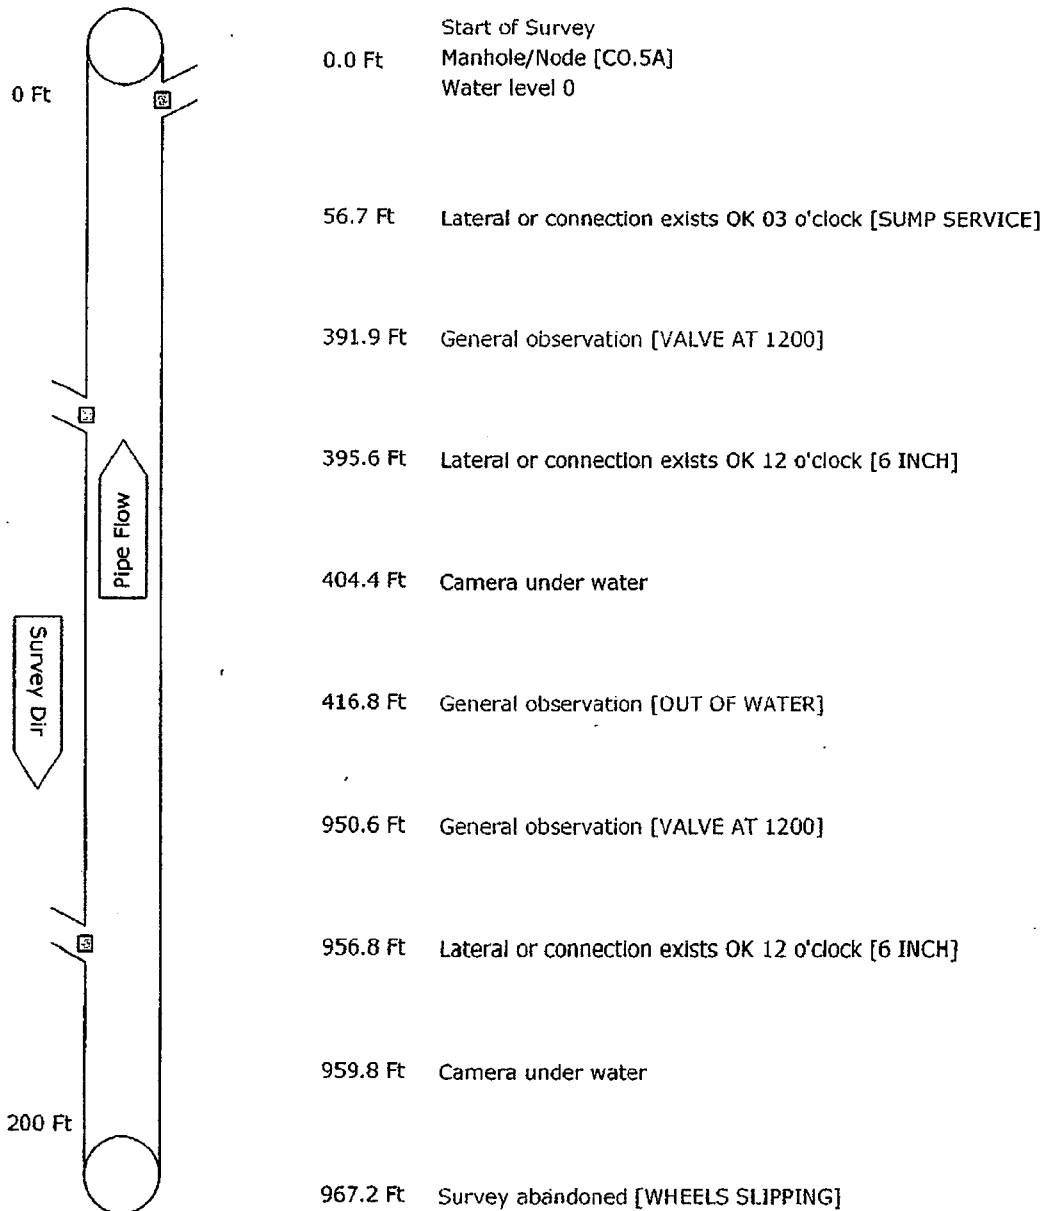 Start of Survey
0.0 Ft Manhole/Node [CO.5A]
Water level 0
0 Ft
56.7 Ft Lateral or connection exists OK 03 o'clock [SUMP SERVICE]
391.9 Ft General observation [VALVE AT 1200]
395.6 Ft Lateral or connection exists OK 12 o'clock [6 INCH]
Pipe Flow
404.4 Ft Camera under water
Survey Dir
416.8 Ft General observation [OUT OF WATER]
950.6 Ft General observation [VALVE AT 1200]
956.8 Ft Lateral or connection exists OK 12 o'clock [6 INCH]
959.8 Ft Camera under water
200 Ft
967.2 Ft Survey abandoned [WHEELS SLIPPING]